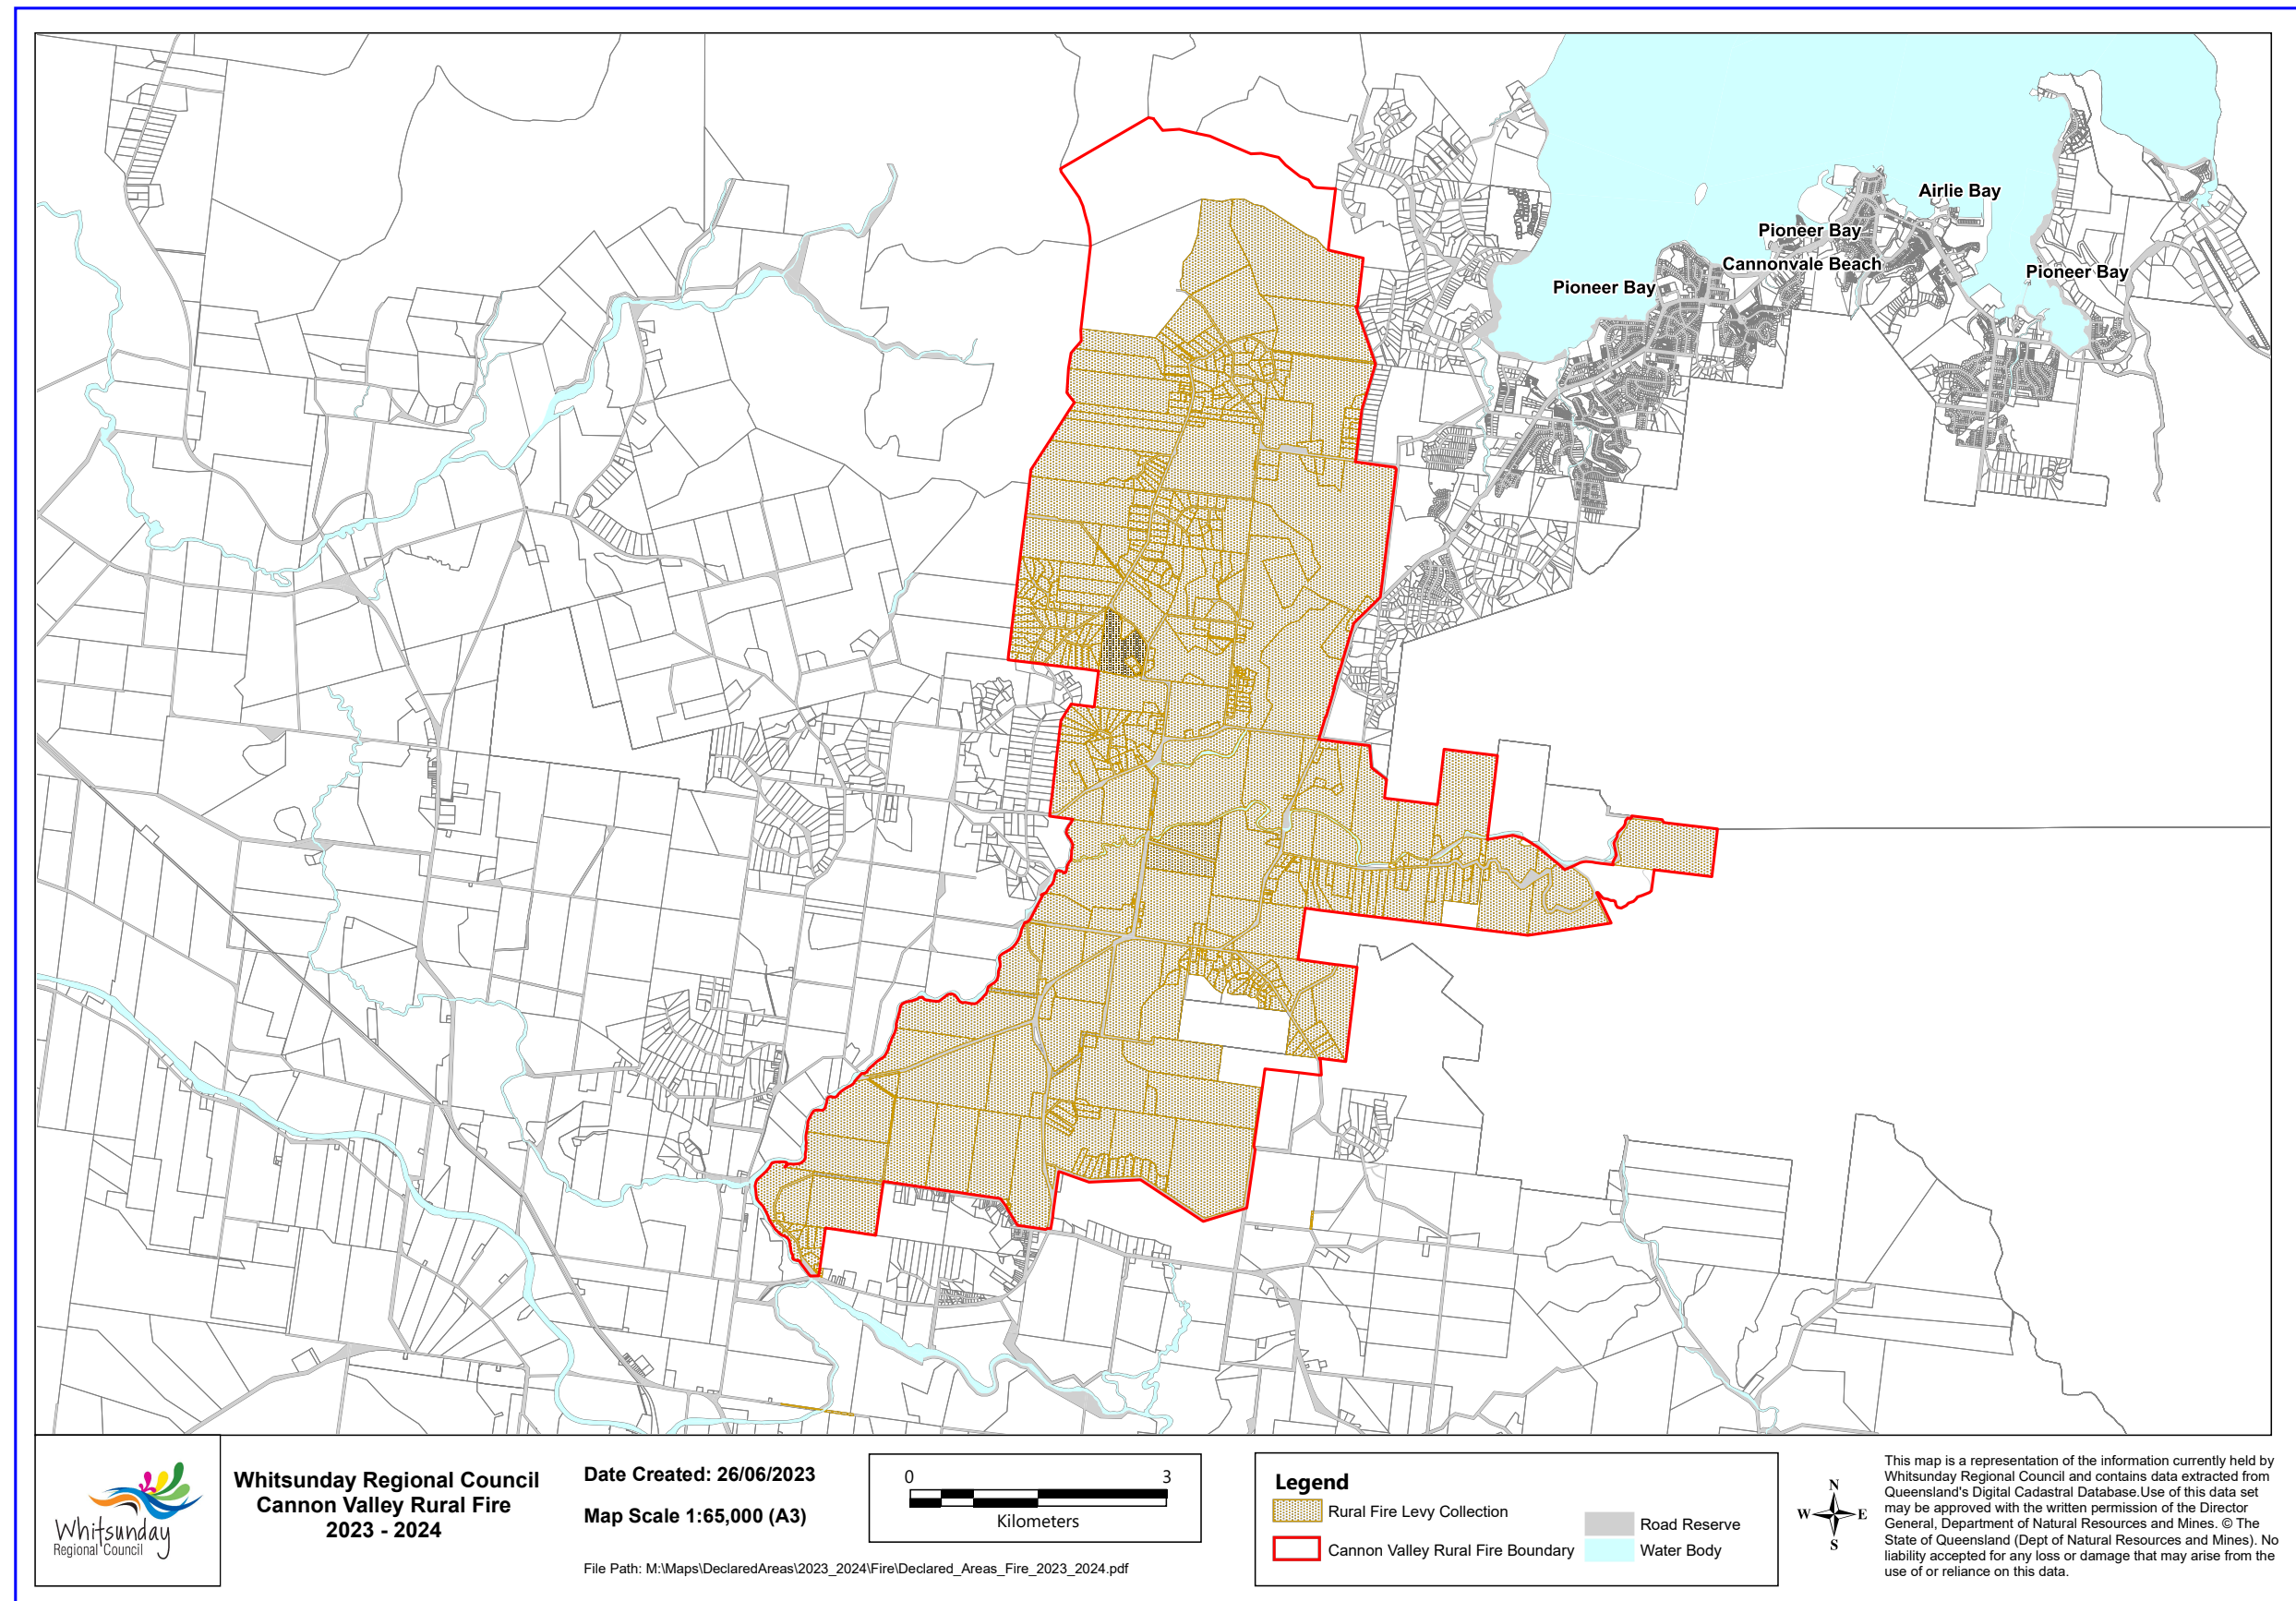 Airlie Bay
Pioneer Bay
Cannonvale Beach
Pioneer Bay
Pioneer Bay
Whitsunday
Regional Council
Whitsunday Regional Council
Cannon Valley Rural Fire
2023 - 2024
Date Created: 26/06/2023
Map Scale 1:65,000 (A3)
File Path: M:\Maps\DeclaredAreas\2023_2024\Fire\Declared_Areas_Fire_2023_2024.pdf
0 3
Kilometers
Legend
Rural Fire Levy Collection
Cannon Valley Rural Fire Boundary
Road Reserve
Water Body
N
W E
S
This map is a representation of the information currently held by
Whitsunday Regional Council and contains data extracted from
Queensland's Digital Cadastral Database.Use of this data set
may be approved with the written permission of the Director
General, Department of Natural Resources and Mines. © The
State of Queensland (Dept of Natural Resources and Mines). No
liability accepted for any loss or damage that may arise from the
use of or reliance on this data.